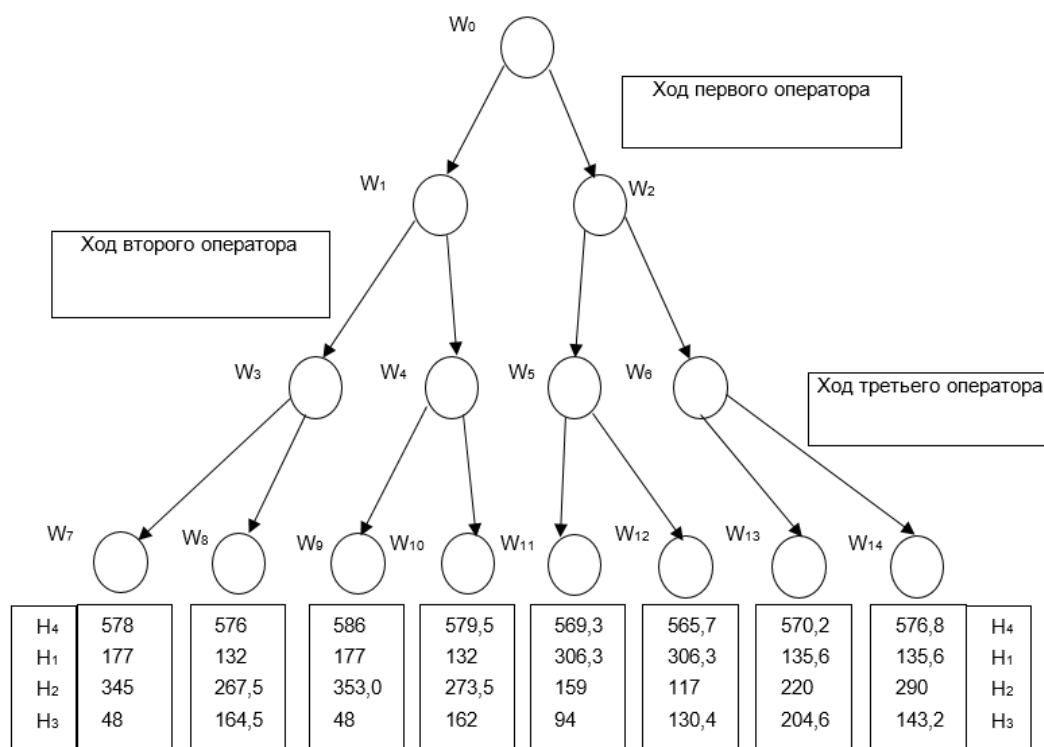 W₀
Ход первого оператора
W₁
W₂
Ход второго оператора
W₃
W₄
W₅
W₆
Ход третьего оператора
W₇
W₈
W₉
W₁₀
W₁₁
W₁₂
W₁₃
W₁₄
H₄ 578 576 586 579,5 569,3 565,7 570,2 576,8 H₄
H₁ 177 132 177 132 306,3 306,3 135,6 135,6 H₁
H₂ 345 267,5 353,0 273,5 159 117 220 290 H₂
H₃ 48 164,5 48 162 94 130,4 204,6 143,2 H₃